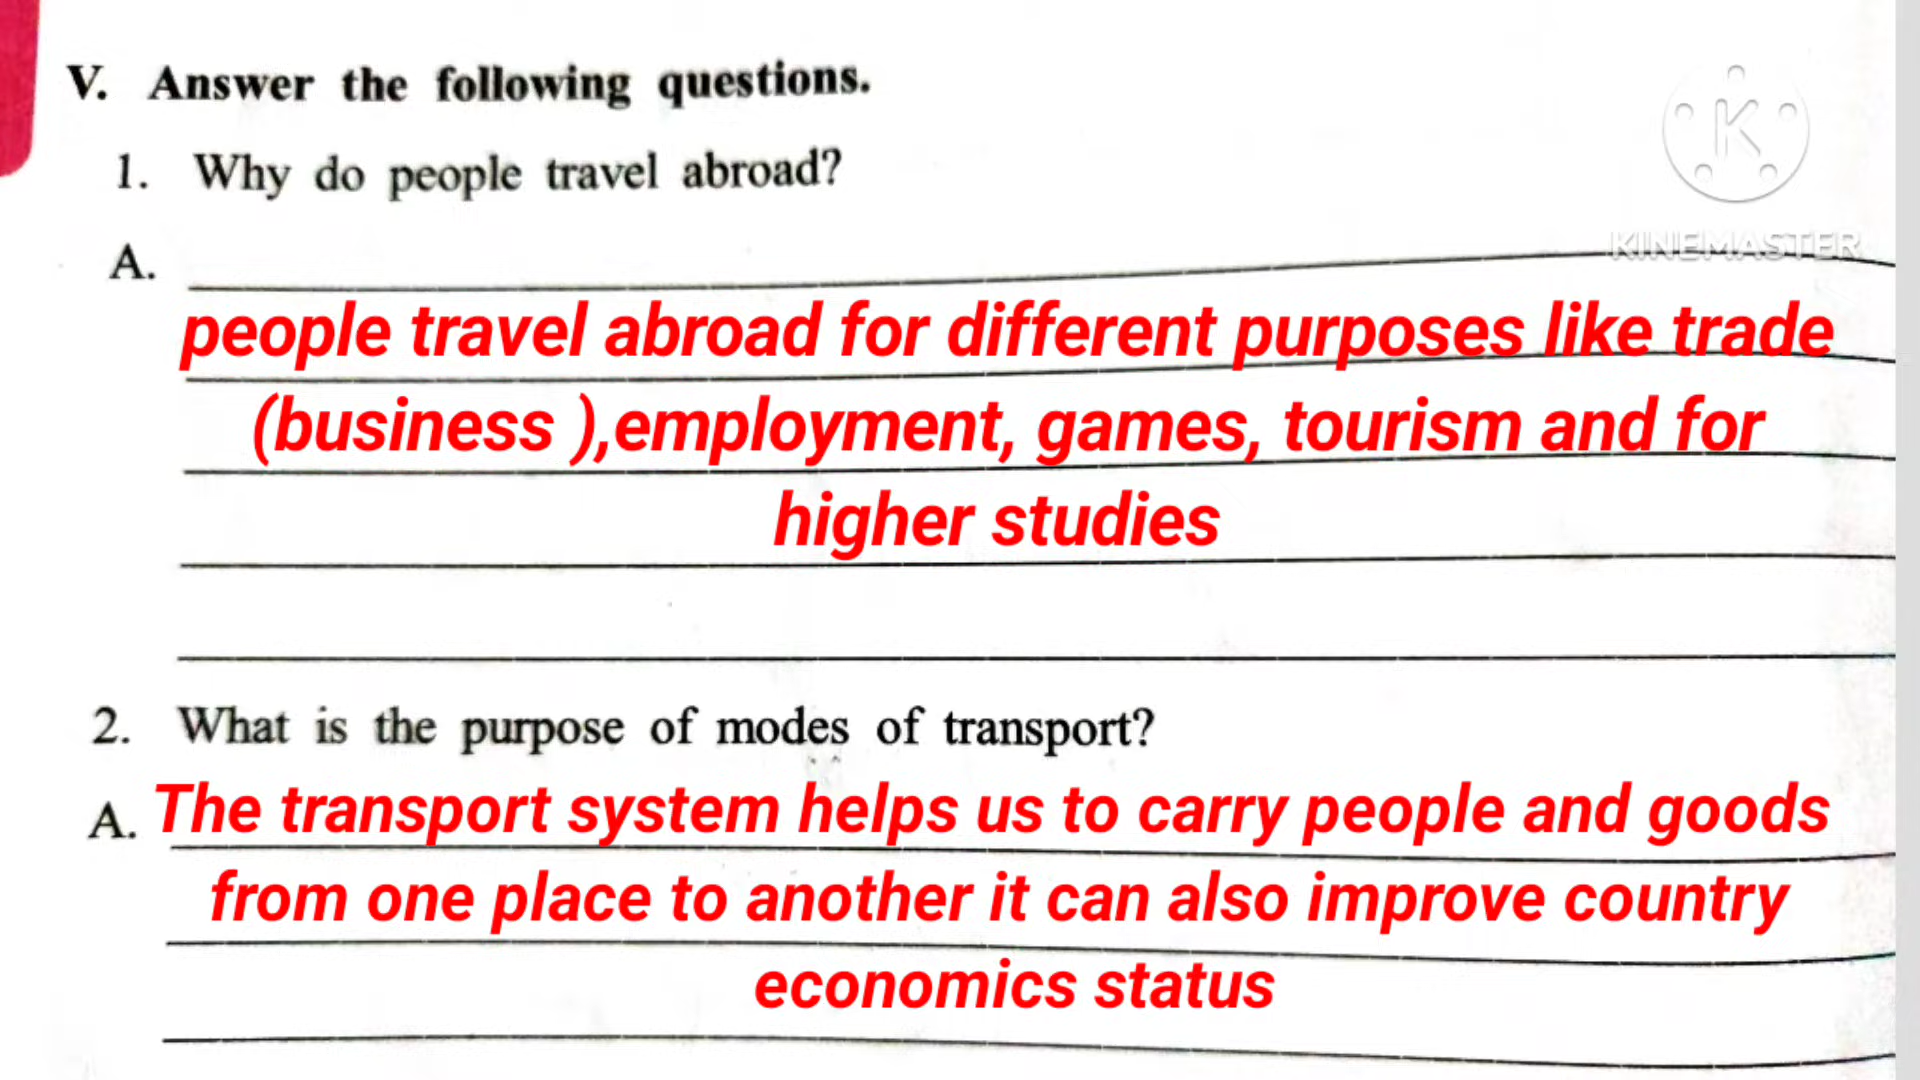 V. Answer the following questions.
1. Why do people travel abroad?
KINEMASTER
A.
people travel abroad for different purposes like trade
(business ),employment, games, tourism and for
higher studies
2. What is the purpose of modes of transport?
A. The transport system helps us to carry people and goods
from one place to another it can also improve country
economics status